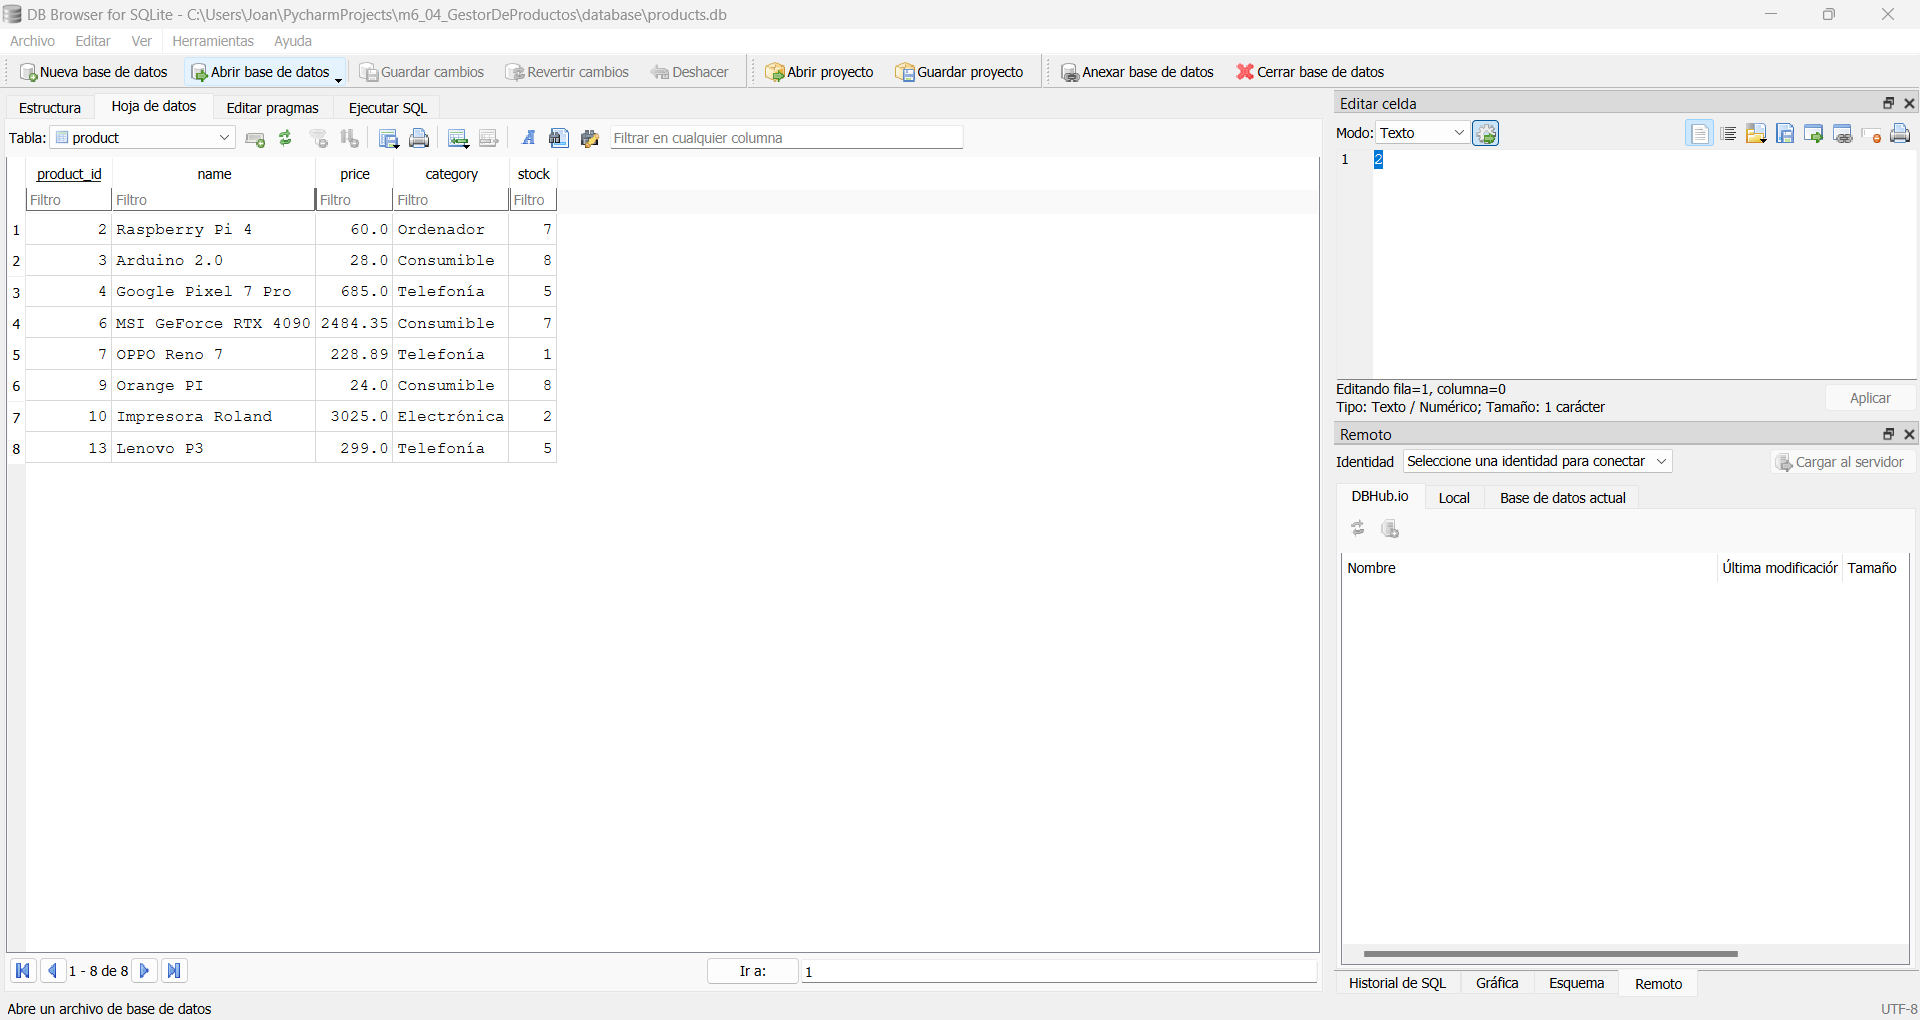 DB Browser for SQLite - C:\Users\Joan\PycharmProjects\m6_04_GestorDeProductos\database\products.db
Archivo Editar Ver Herramientas Ayuda
Nueva base de datos Abrir base de datos Guardar cambios Revertir cambios Deshacer Abrir proyecto Guardar proyecto Anexar base de datos Cerrar base de datos
Estructura Hoja de datos Editar pragmas Ejecutar SQL
Tabla: product Filtrar en cualquier columna
product_id name price category stock
Filtro Filtro Filtro Filtro Filtro
1 2 Raspberry Pi 4 60.0 Ordenador 7
2 3 Arduino 2.0 28.0 Consumible 8
3 4 Google Pixel 7 Pro 685.0 Telefonía 5
4 6 MSI GeForce RTX 4090 2484.35 Consumible 7
5 7 OPPO Reno 7 228.89 Telefonía 1
6 9 Orange PI 24.0 Consumible 8
7 10 Impresora Roland 3025.0 Electrónica 2
8 13 Lenovo P3 299.0 Telefonía 5
1 - 8 de 8 Ir a: 1
Abre un archivo de base de datos
Editar celda
Modo: Texto
1 2
Editando fila=1, columna=0
Tipo: Texto / Numérico; Tamaño: 1 carácter
Aplicar
Remoto
Identidad Seleccione una identidad para conectar Cargar al servidor
DBHub.io Local Base de datos actual
Nombre Última modificaciór Tamaño
Historial de SQL Gráfica Esquema Remoto
UTF-8